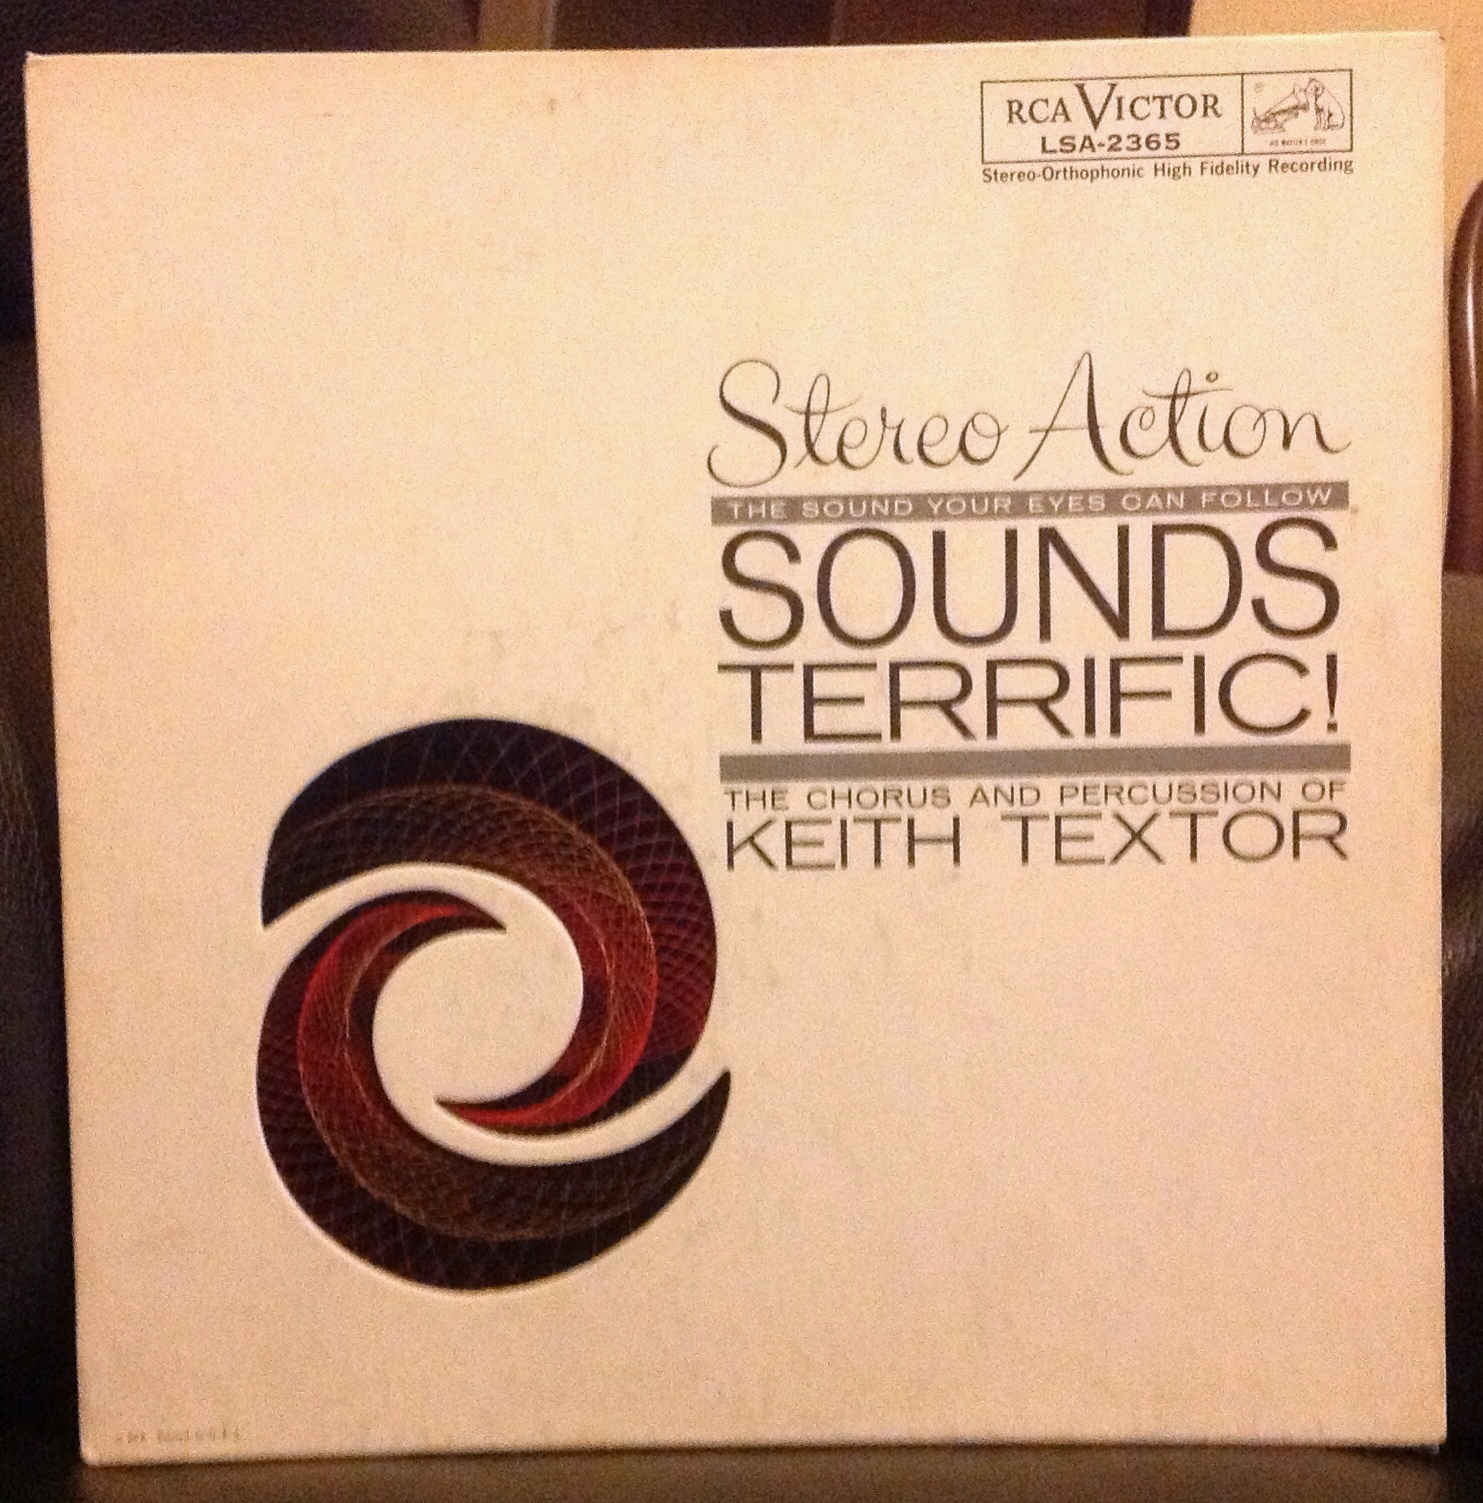 RCA VICTOR
LSA-2365
Stereo-Orthophonic High Fidelity Recording
Stereo Action
THE SOUND YOUR EYES CAN FOLLOW
SOUNDS
TERRIFIC!
THE CHORUS AND PERCUSSION OF
KEITH TEXTOR